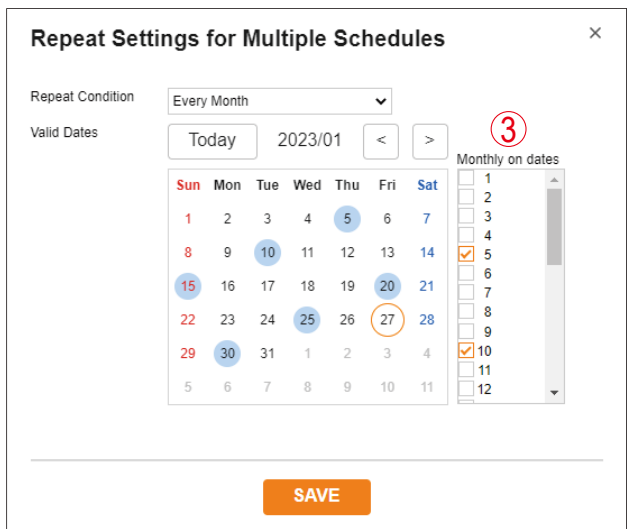 Repeat Settings for Multiple Schedules ×
Repeat Condition Every Month
Valid Dates Today 2023/01 < > ③
Monthly on dates
Sun Mon Tue Wed Thu Fri Sat
1 2 3 4 5 6 7
8 9 10 11 12 13 14
15 16 17 18 19 20 21
22 23 24 25 26 27 28
29 30 31 1 2 3 4
5 6 7 8 9 10 11
1
2
3
4
5
6
7
8
9
10
11
12
SAVE